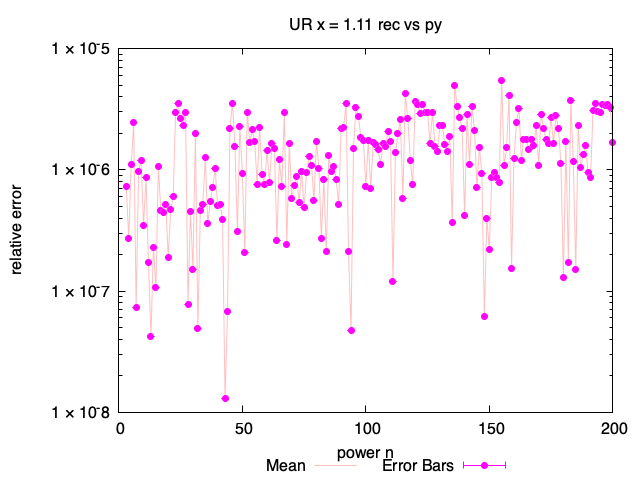 UR x = 1.11 rec vs py
1 × 10^-5
1 × 10^-6
1 × 10^-7
1 × 10^-8
relative error
0 50 100 150 200
power n
Mean Error Bars